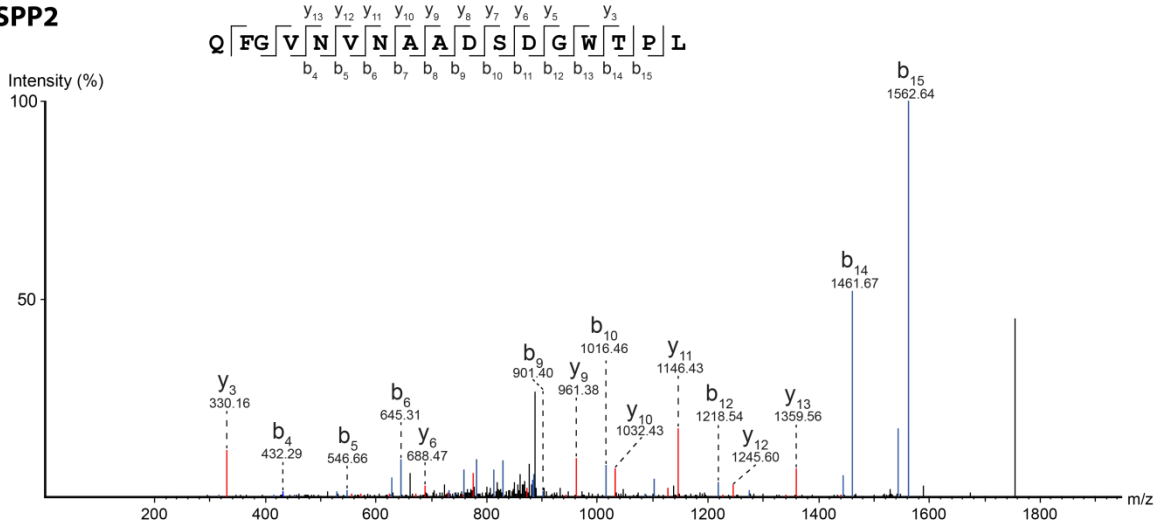 SPP2
y13 y12 y11 y10 y9 y8 y7 y6 y5 y3
Q F G V N V N A A D S D G W T P L
b4 b5 b6 b7 b8 b9 b10 b11 b12 b13 b14 b15
Intensity (%)
100
50
b15
1562.64
b14
1461.67
b10
1016.46
y11
1146.43
b9
901.40
y9
961.38
y3
330.16
b6
645.31
b12
1218.54
y13
1359.56
y10
1032.43
b4
432.29
b5
546.66
y6
688.47
y12
1245.60
m/z
200 400 600 800 1000 1200 1400 1600 1800